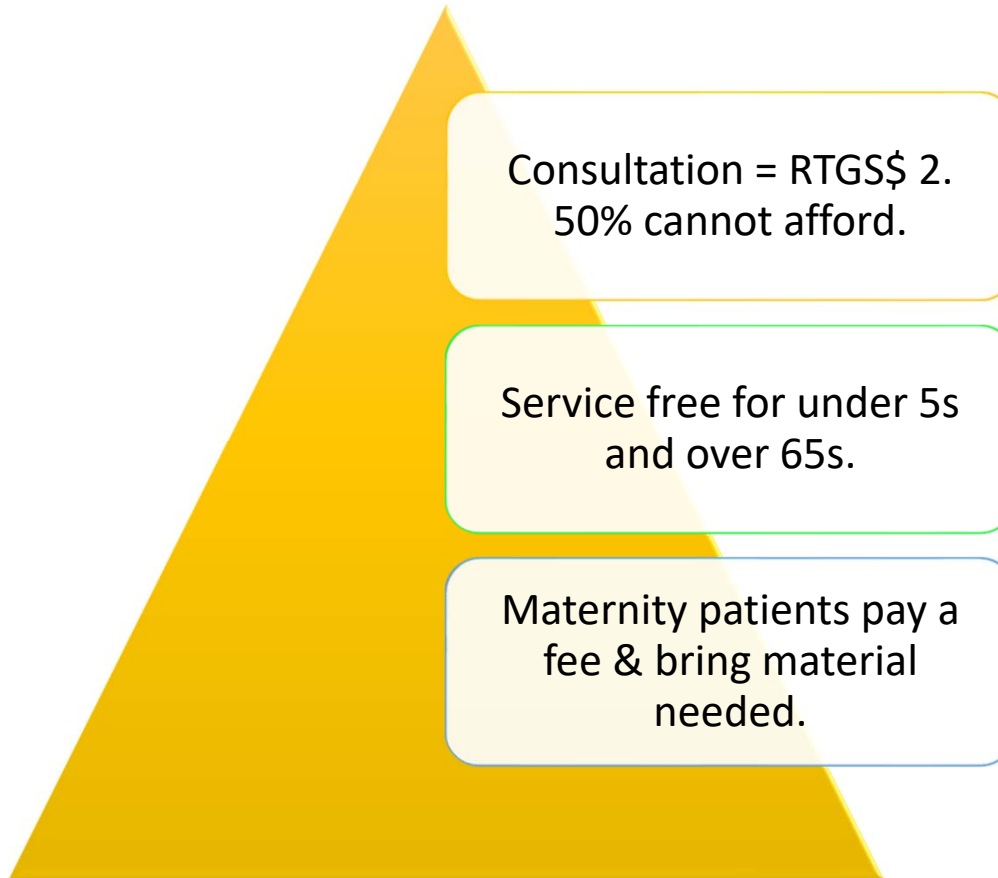 Consultation = RTGS$ 2.
50% cannot afford.
Service free for under 5s
and over 65s.
Maternity patients pay a
fee & bring material
needed.